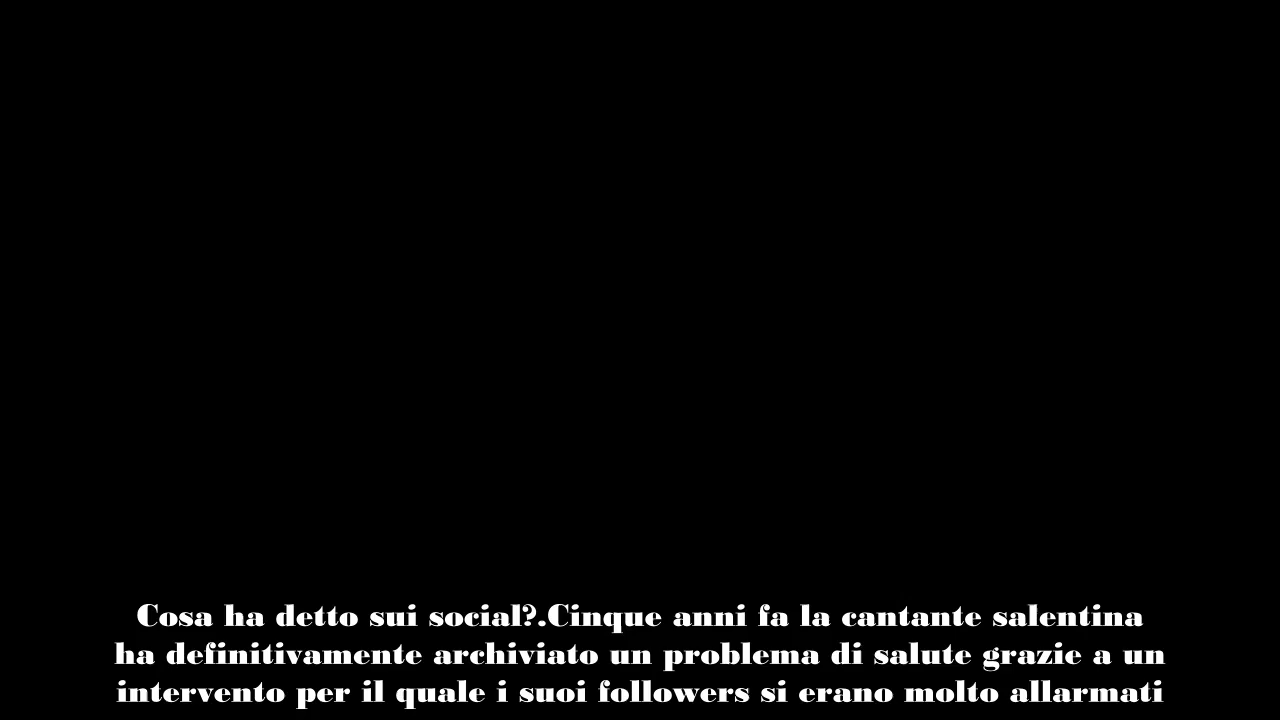 Cosa ha detto sui social?.Cinque anni fa la cantante salentina
ha definitivamente archiviato un problema di salute grazie a un
intervento per il quale i suoi followers si erano molto allarmati